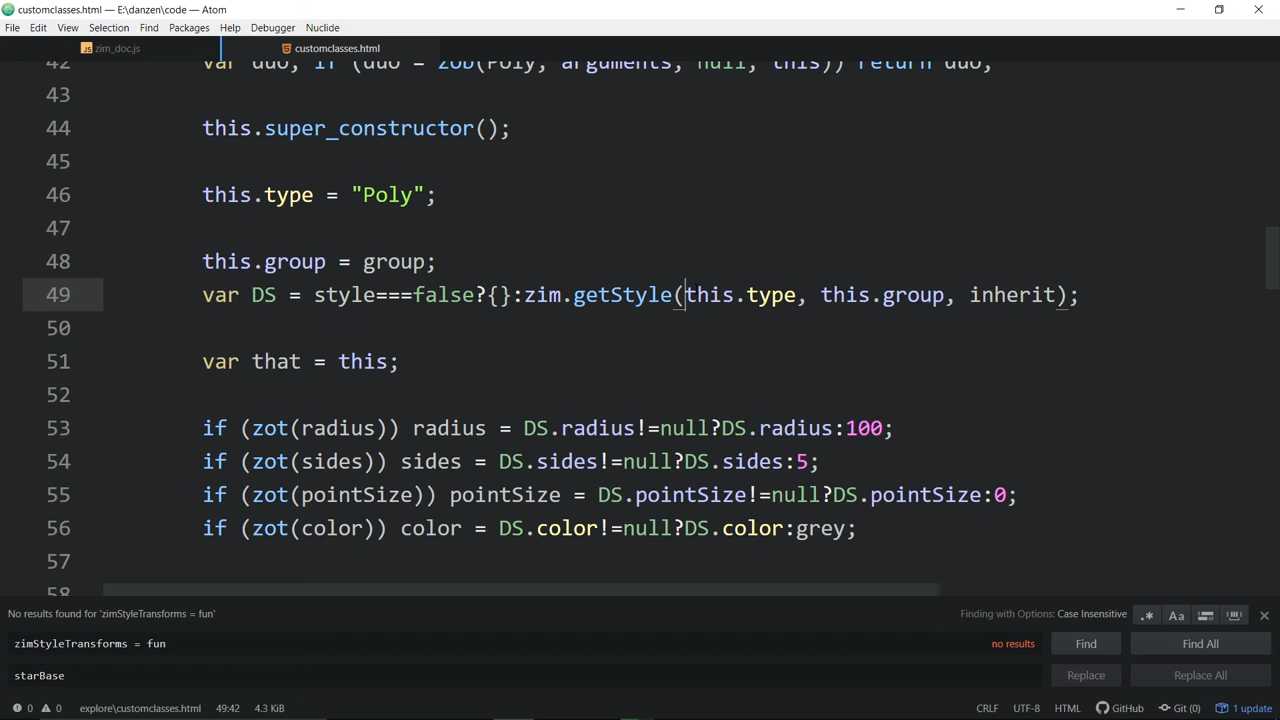 customclasses.html — E:\danzen\code — Atom
File Edit View Selection Find Packages Help Debugger Nuclide
JS zim_doc.js customclasses.html
42 var duo; if (duo = zob(Poly, arguments, null, this)) return duo;
43
44 this.super_constructor();
45
46 this.type = "Poly";
47
48 this.group = group;
49 var DS = style===false?{}:zim.getStyle(this.type, this.group, inherit);
50
51 var that = this;
52
53 if (zot(radius)) radius = DS.radius!=null?DS.radius:100;
54 if (zot(sides)) sides = DS.sides!=null?DS.sides:5;
55 if (zot(pointSize)) pointSize = DS.pointSize!=null?DS.pointSize:0;
56 if (zot(color)) color = DS.color!=null?DS.color:grey;
57
58
No results found for 'zimStyleTransforms = fun' Finding with Options: Case Insensitive .* Aa
zimStyleTransforms = fun no results Find Find All
starBase Replace Replace All
0 0 explore\customclasses.html 49:42 4.3 KiB CRLF UTF-8 HTML GitHub Git (0) 1 update